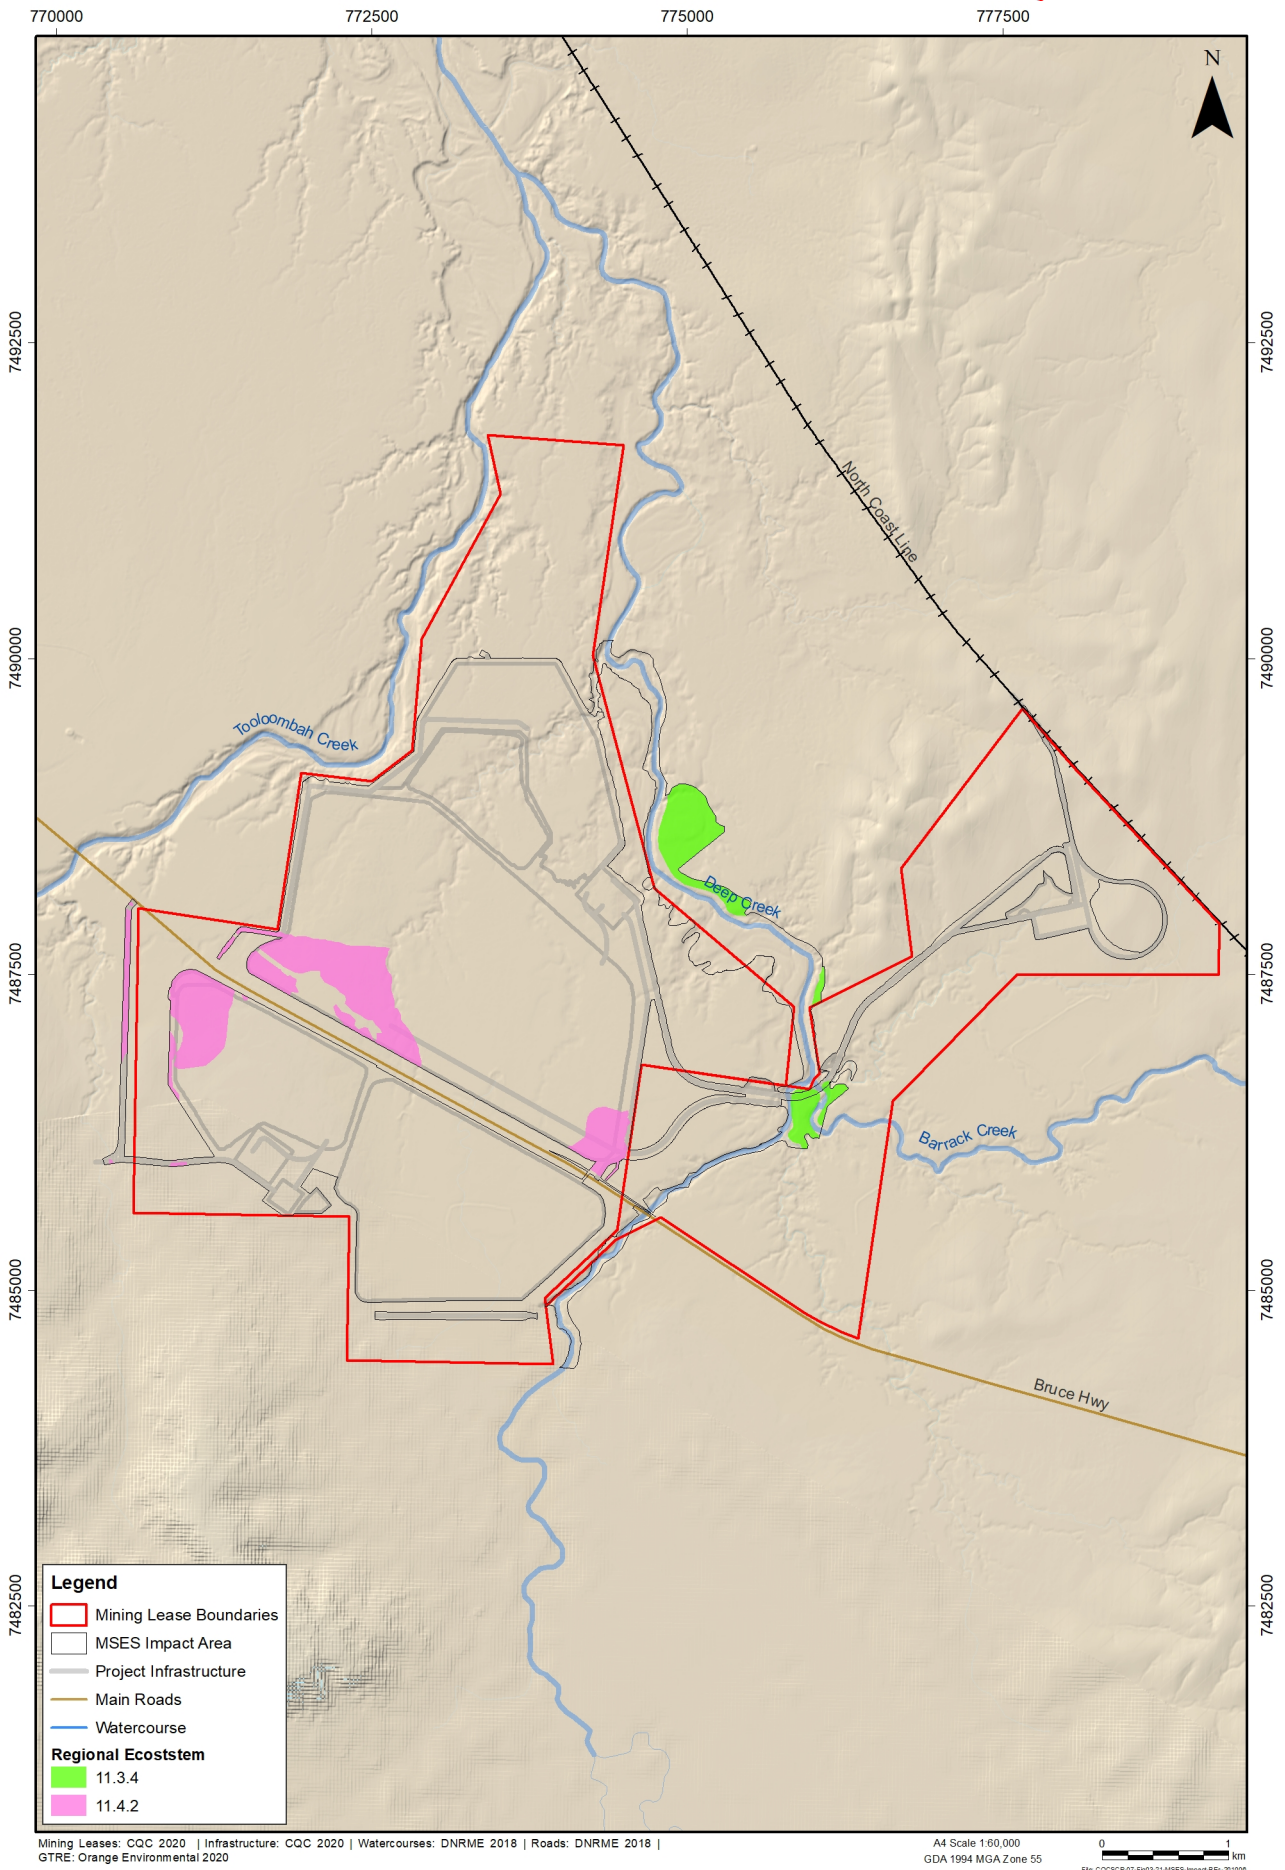 770000 772500 775000 777500
N
7492500 7492500
North Coast Line
7490000 7490000
Tooloombah Creek
Deep Creek
7487500 7487500
Barrack Creek
7485000 7485000
Bruce Hwy
7482500 7482500
Legend
Mining Lease Boundaries
MSES Impact Area
Project Infrastructure
Main Roads
Watercourse
Regional Ecoststem
11.3.4
11.4.2
Mining Leases: CQC 2020 | Infrastructure: CQC 2020 | Watercourses: DNRME 2018 | Roads: DNRME 2018 |
GTRE: Orange Environmental 2020
A4 Scale 1:60,000
GDA 1994 MGA Zone 55
0 1
km